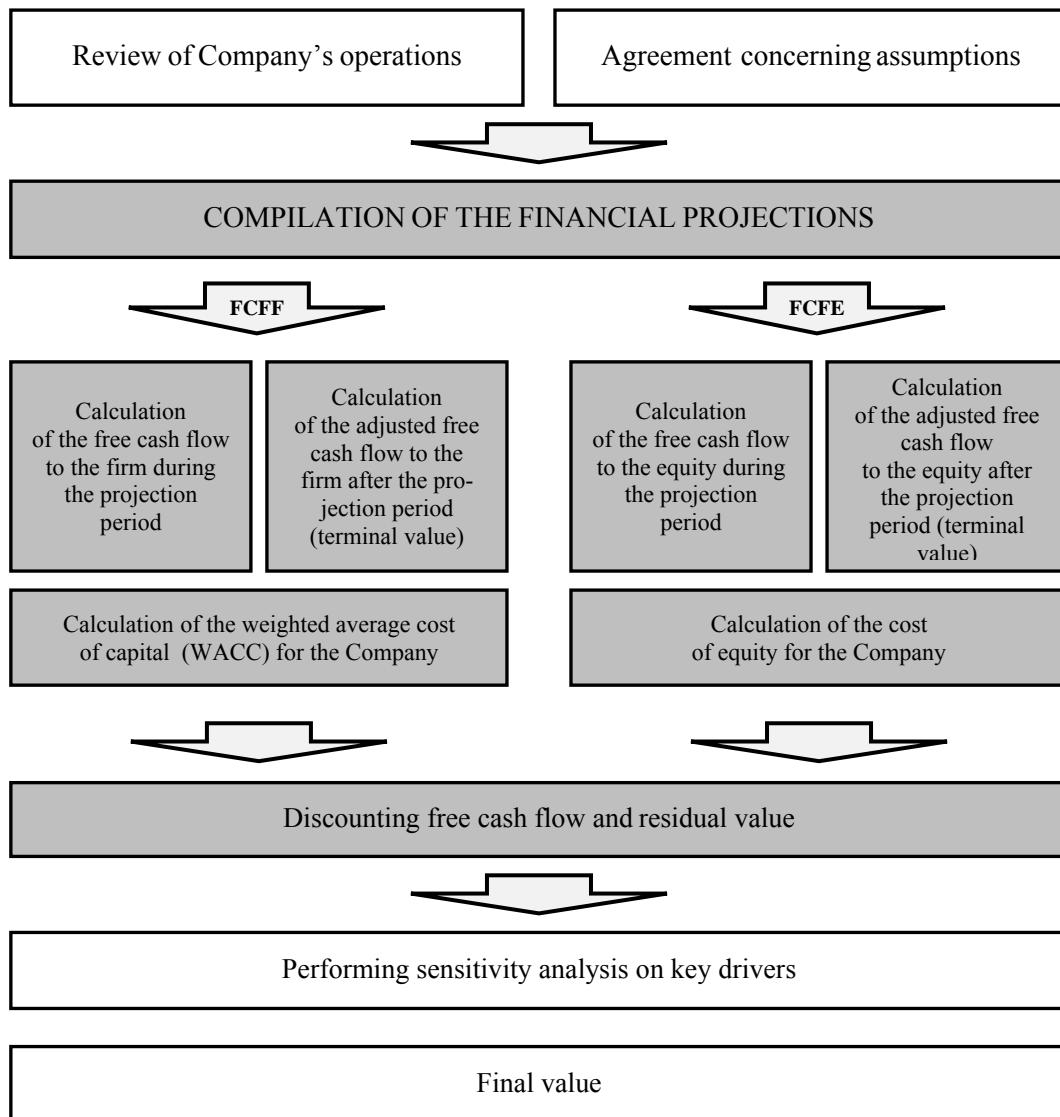 Review of Company's operations
Agreement concerning assumptions
COMPILATION OF THE FINANCIAL PROJECTIONS
FCFF
FCFE
Calculation
of the free cash flow
to the firm during
the projection
period
Calculation
of the adjusted free
cash flow to the
firm after the pro-
jection period
(terminal value)
Calculation
of the free cash flow
to the equity during
the projection
period
Calculation
of the adjusted free
cash flow
to the equity after
the projection
period (terminal
value)
Calculation of the weighted average cost
of capital (WACC) for the Company
Calculation of the cost
of equity for the Company
Discounting free cash flow and residual value
Performing sensitivity analysis on key drivers
Final value